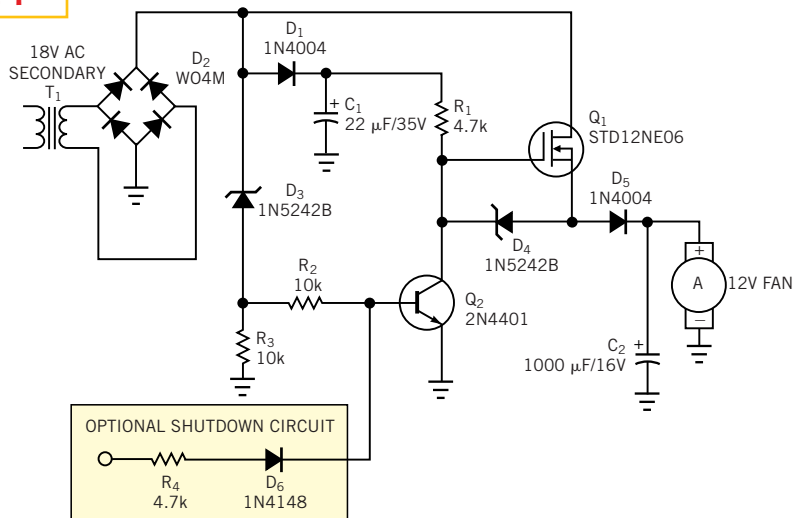 18V AC
SECONDARY
T1
D2
WO4M
D1
1N4004
+ C1
22 µF/35V
R1
4.7k
Q1
STD12NE06
D3
1N5242B
D5
1N4004
D4
1N5242B
R2
10k
Q2
2N4401
+
A
−
12V FAN
R3
10k
C2 +
1000 µF/16V
OPTIONAL SHUTDOWN CIRCUIT
R4
4.7k
D6
1N4148